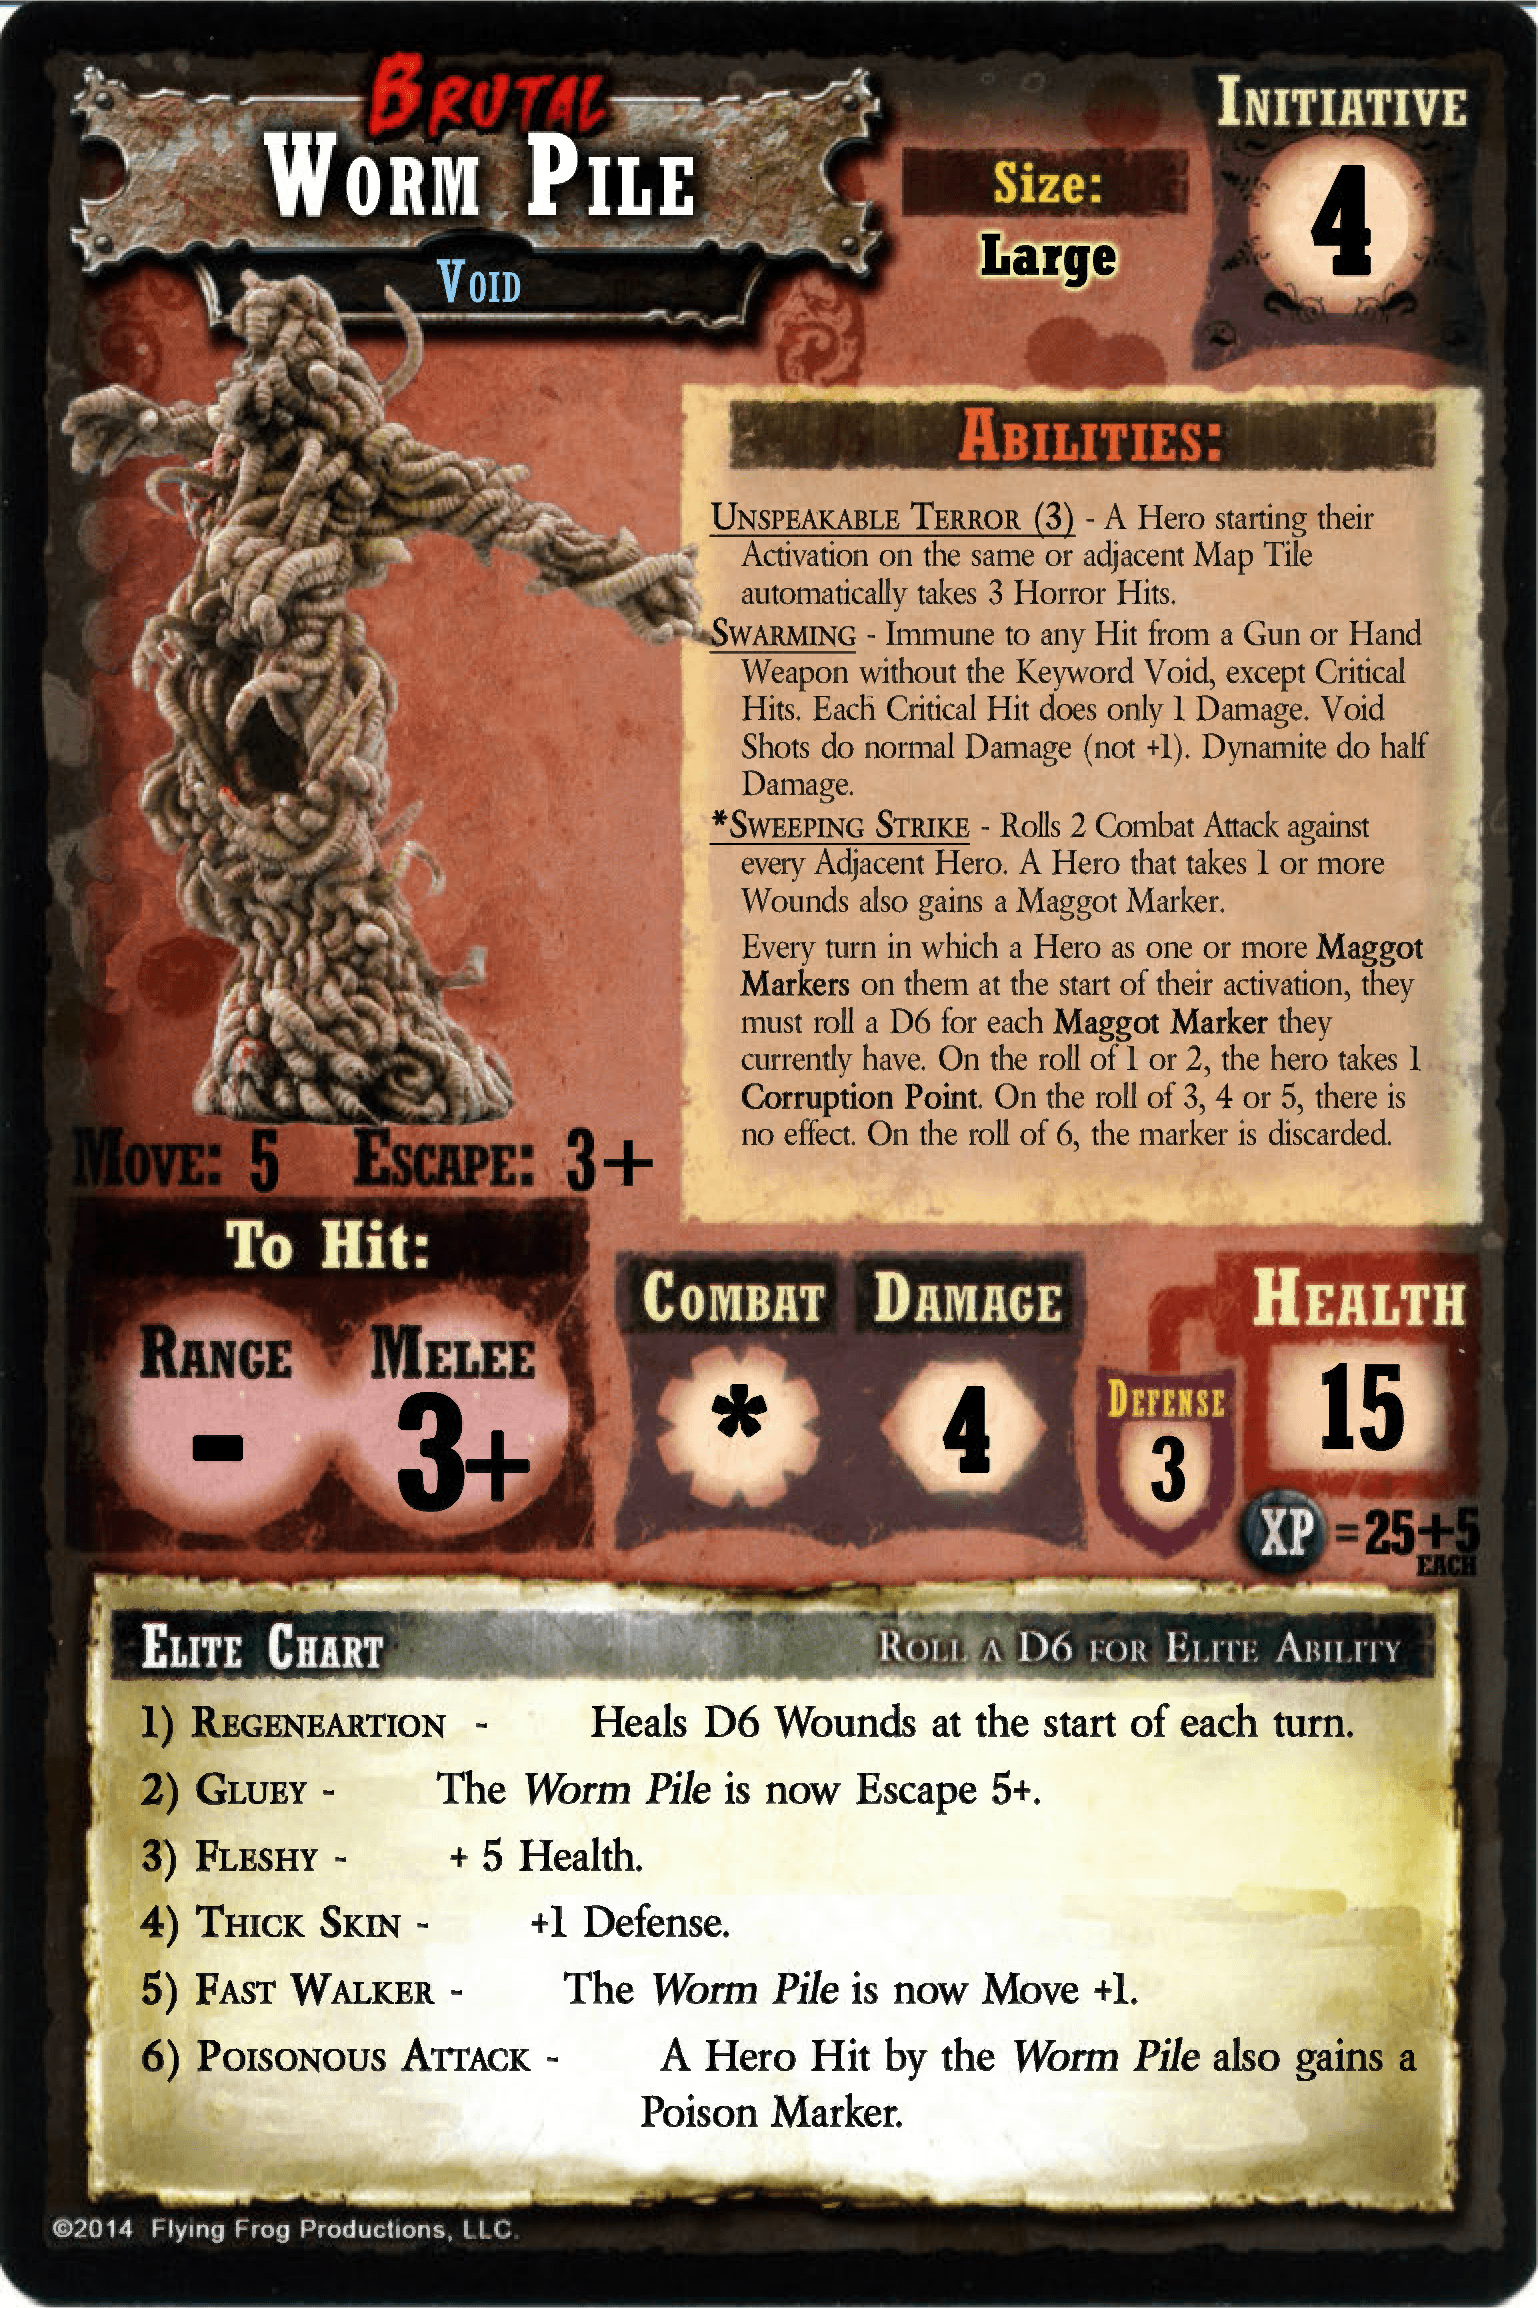 BRUTAL
WORM PILE
VOID
Size:
Large
INITIATIVE
4
ABILITIES:
UNSPEAKABLE TERROR (3) - A Hero starting their
Activation on the same or adjacent Map Tile
automatically takes 3 Horror Hits.
SWARMING - Immune to any Hit from a Gun or Hand
Weapon without the Keyword Void, except Critical
Hits. Each Critical Hit does only 1 Damage. Void
Shots do normal Damage (not +1). Dynamite do half
Damage.
*SWEEPING STRIKE - Rolls 2 Combat Attack against
every Adjacent Hero. A Hero that takes 1 or more
Wounds also gains a Maggot Marker.
Every turn in which a Hero as one or more Maggot
Markers on them at the start of their activation, they
must roll a D6 for each Maggot Marker they
currently have. On the roll of 1 or 2, the hero takes 1
Corruption Point. On the roll of 3, 4 or 5, there is
no effect. On the roll of 6, the marker is discarded.
MOVE: 5 ESCAPE: 3+
To Hit:
RANGE MELEE
- 3+
COMBAT DAMAGE
* 4
DEFENSE
3
HEALTH
15
XP =25+5
EACH
ELITE CHART ROLL A D6 FOR ELITE ABILITY
1) REGENEARTION - Heals D6 Wounds at the start of each turn.
2) GLUEY - The Worm Pile is now Escape 5+.
3) FLESHY - + 5 Health.
4) THICK SKIN - +1 Defense.
5) FAST WALKER - The Worm Pile is now Move +1.
6) POISONOUS ATTACK - A Hero Hit by the Worm Pile also gains a
Poison Marker.
©2014 Flying Frog Productions, LLC.